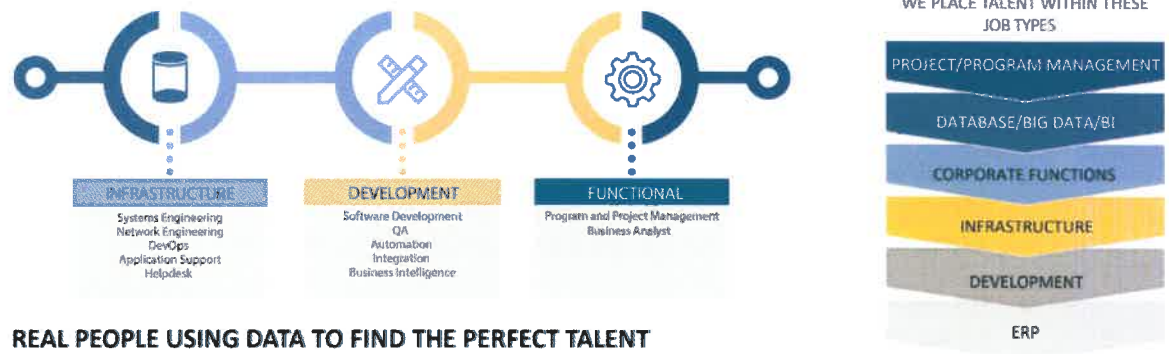 INFRASTRUCTURE
Systems Engineering
Network Engineering
DevOps
Application Support
Helpdesk
DEVELOPMENT
Software Development
QA
Automation
Integration
Business Intelligence
FUNCTIONAL
Program and Project Management
Business Analyst
REAL PEOPLE USING DATA TO FIND THE PERFECT TALENT
WE PLACE TALENT WITHIN THESE
JOB TYPES
PROJECT/PROGRAM MANAGEMENT
DATABASE/BIG DATA/BI
CORPORATE FUNCTIONS
INFRASTRUCTURE
DEVELOPMENT
ERP